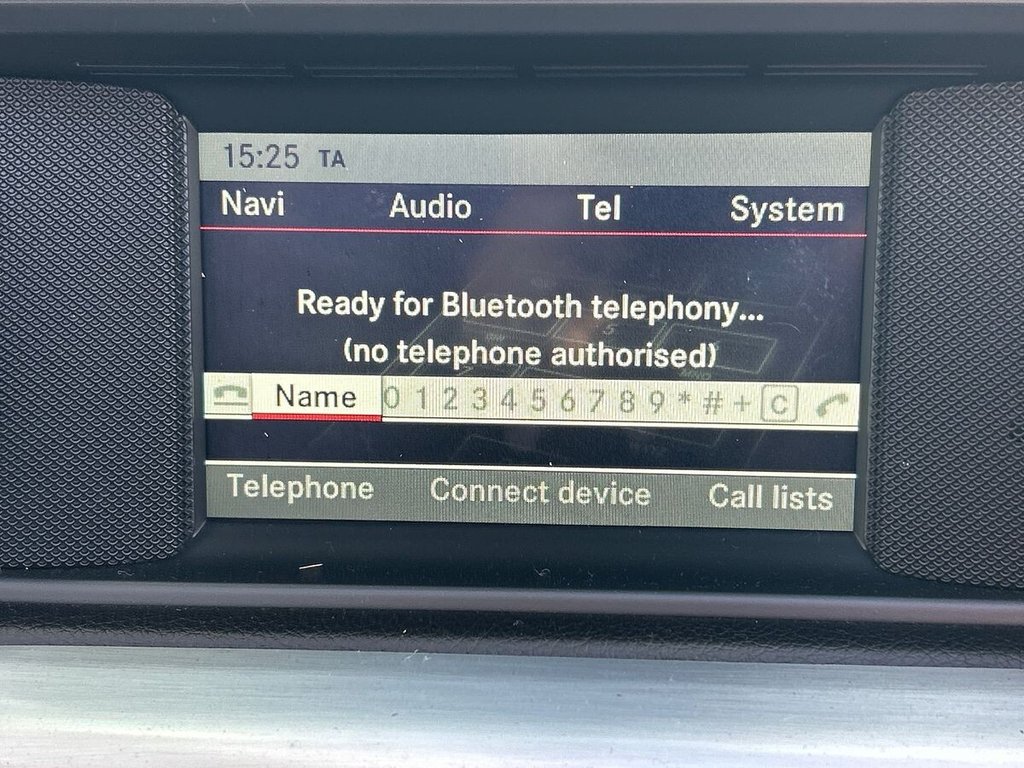 15:25 TA
Navi Audio Tel System
Ready for Bluetooth telephony...
(no telephone authorised)
Name 0 1 2 3 4 5 6 7 8 9 * # + C
Telephone Connect device Call lists